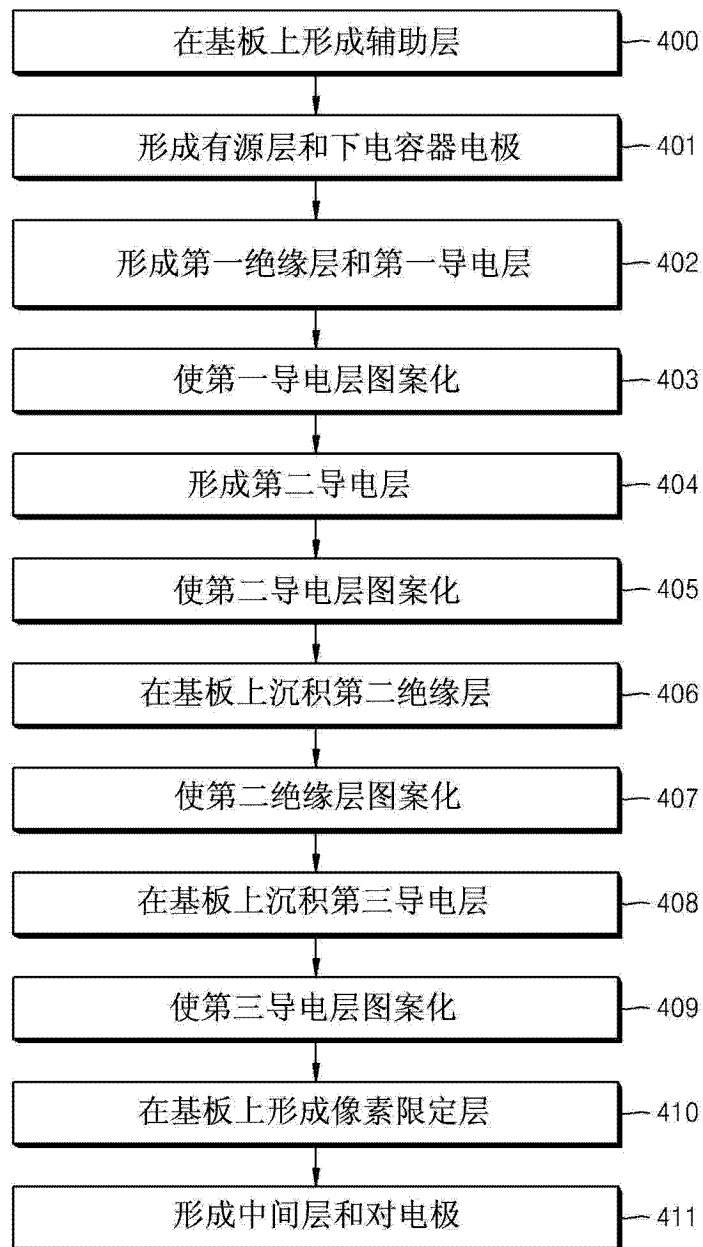 在基板上形成辅助层 400
形成有源层和下电容器电极 401
形成第一绝缘层和第一导电层 402
使第一导电层图案化 403
形成第二导电层 404
使第二导电层图案化 405
在基板上沉积第二绝缘层 406
使第二绝缘层图案化 407
在基板上沉积第三导电层 408
使第三导电层图案化 409
在基板上形成像素限定层 410
形成中间层和对电极 411